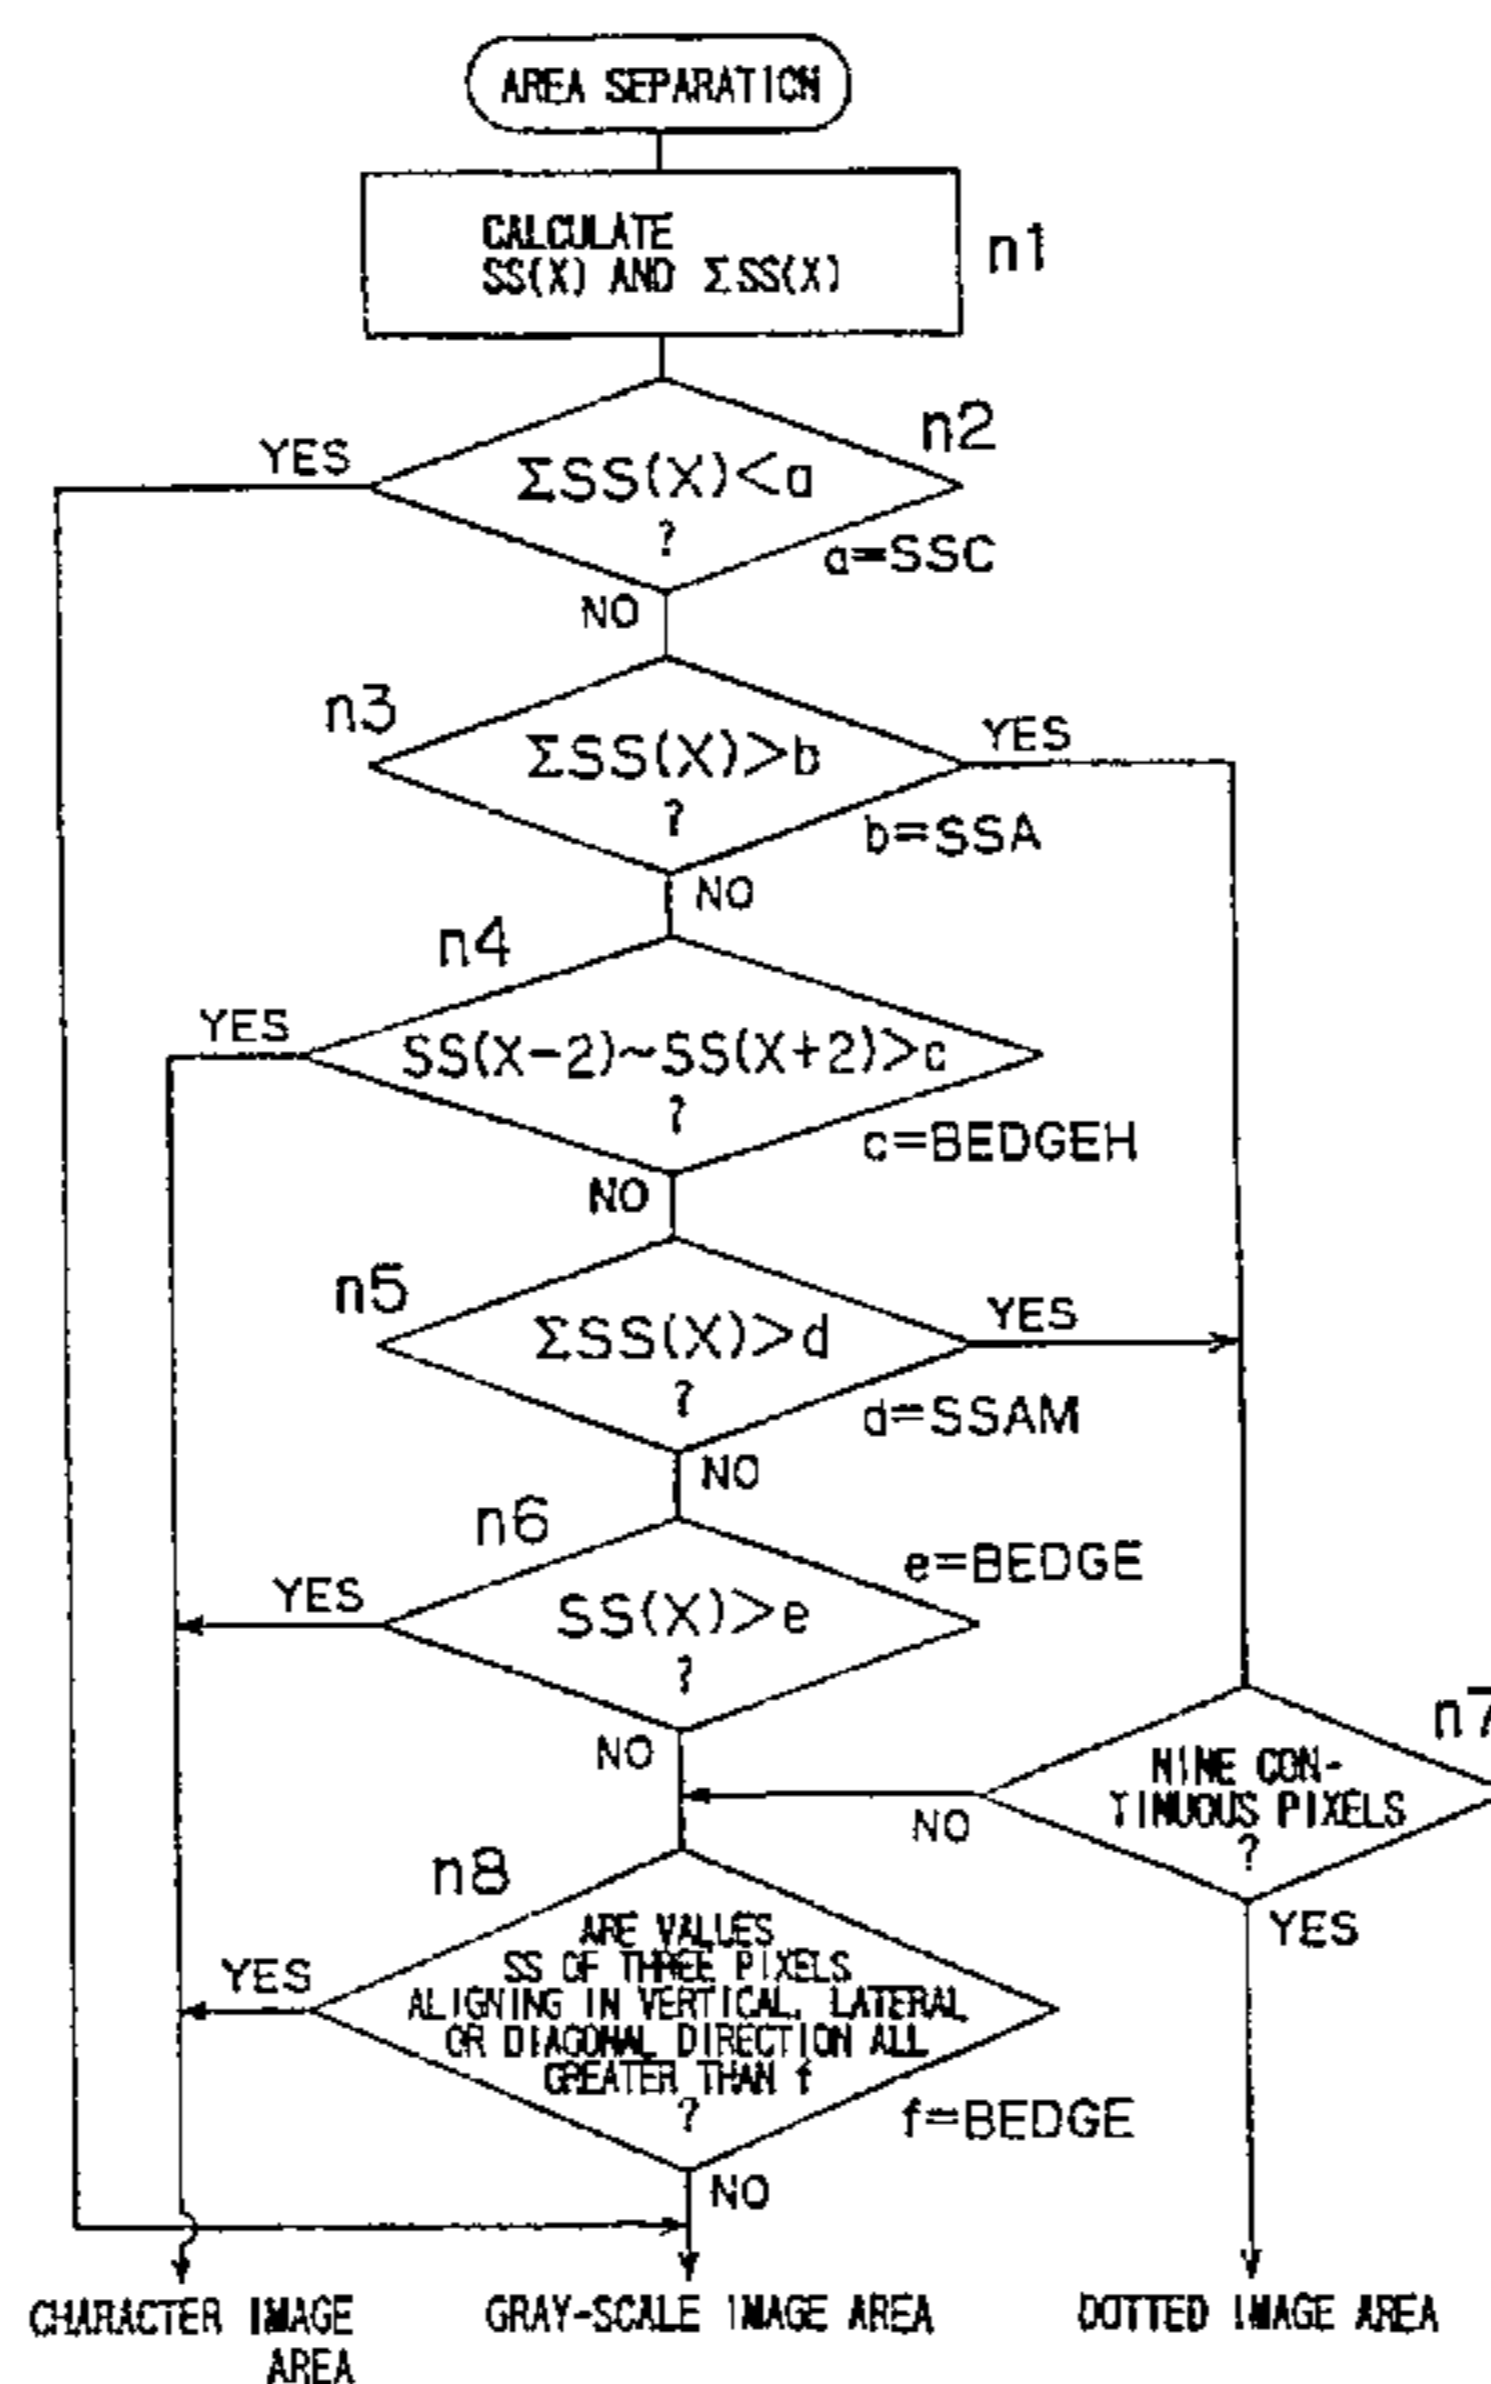 AREA SEPARATION
CALCULATE
SS(X) AND ΣSS(X)
n1
n2
YES
ΣSS(X)<a
?
a=SSC
NO
n3
YES
ΣSS(X)>b
?
b=SSA
NO
n4
YES
SS(X-2)~SS(X+2)>c
?
c=BEDGEH
NO
n5
YES
ΣSS(X)>d
?
d=SSAM
NO
n6
e=BEDGE
YES
SS(X)>e
?
NO
n7
NINE CON-
TINUOUS PIXELS
?
NO
YES
n8
ARE VALUES
SS OF THREE PIXELS
ALIGNING IN VERTICAL, LATERAL
OR DIAGONAL DIRECTION ALL
GREATER THAN f
?
YES
f=BEDGE
NO
CHARACTER IMAGE
AREA
GRAY-SCALE IMAGE AREA
DOTTED IMAGE AREA